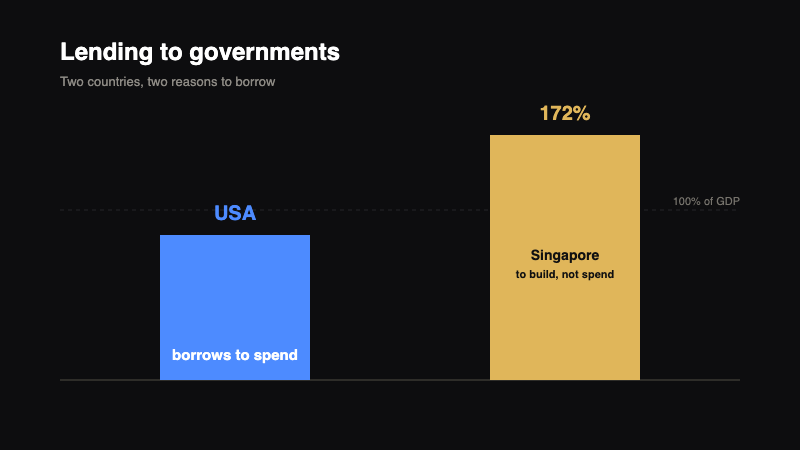 Lending to governments
Two countries, two reasons to borrow
172%
100% of GDP
USA
Singapore
to build, not spend
borrows to spend